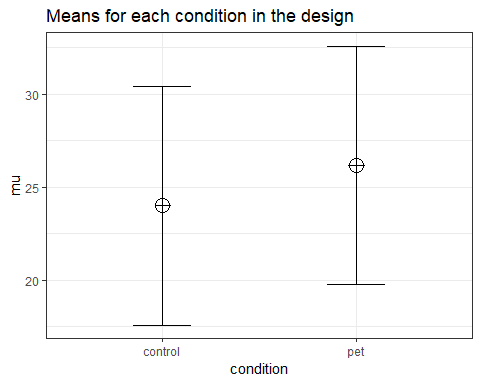 Means for each condition in the design
mu
30
25
20
control pet
condition